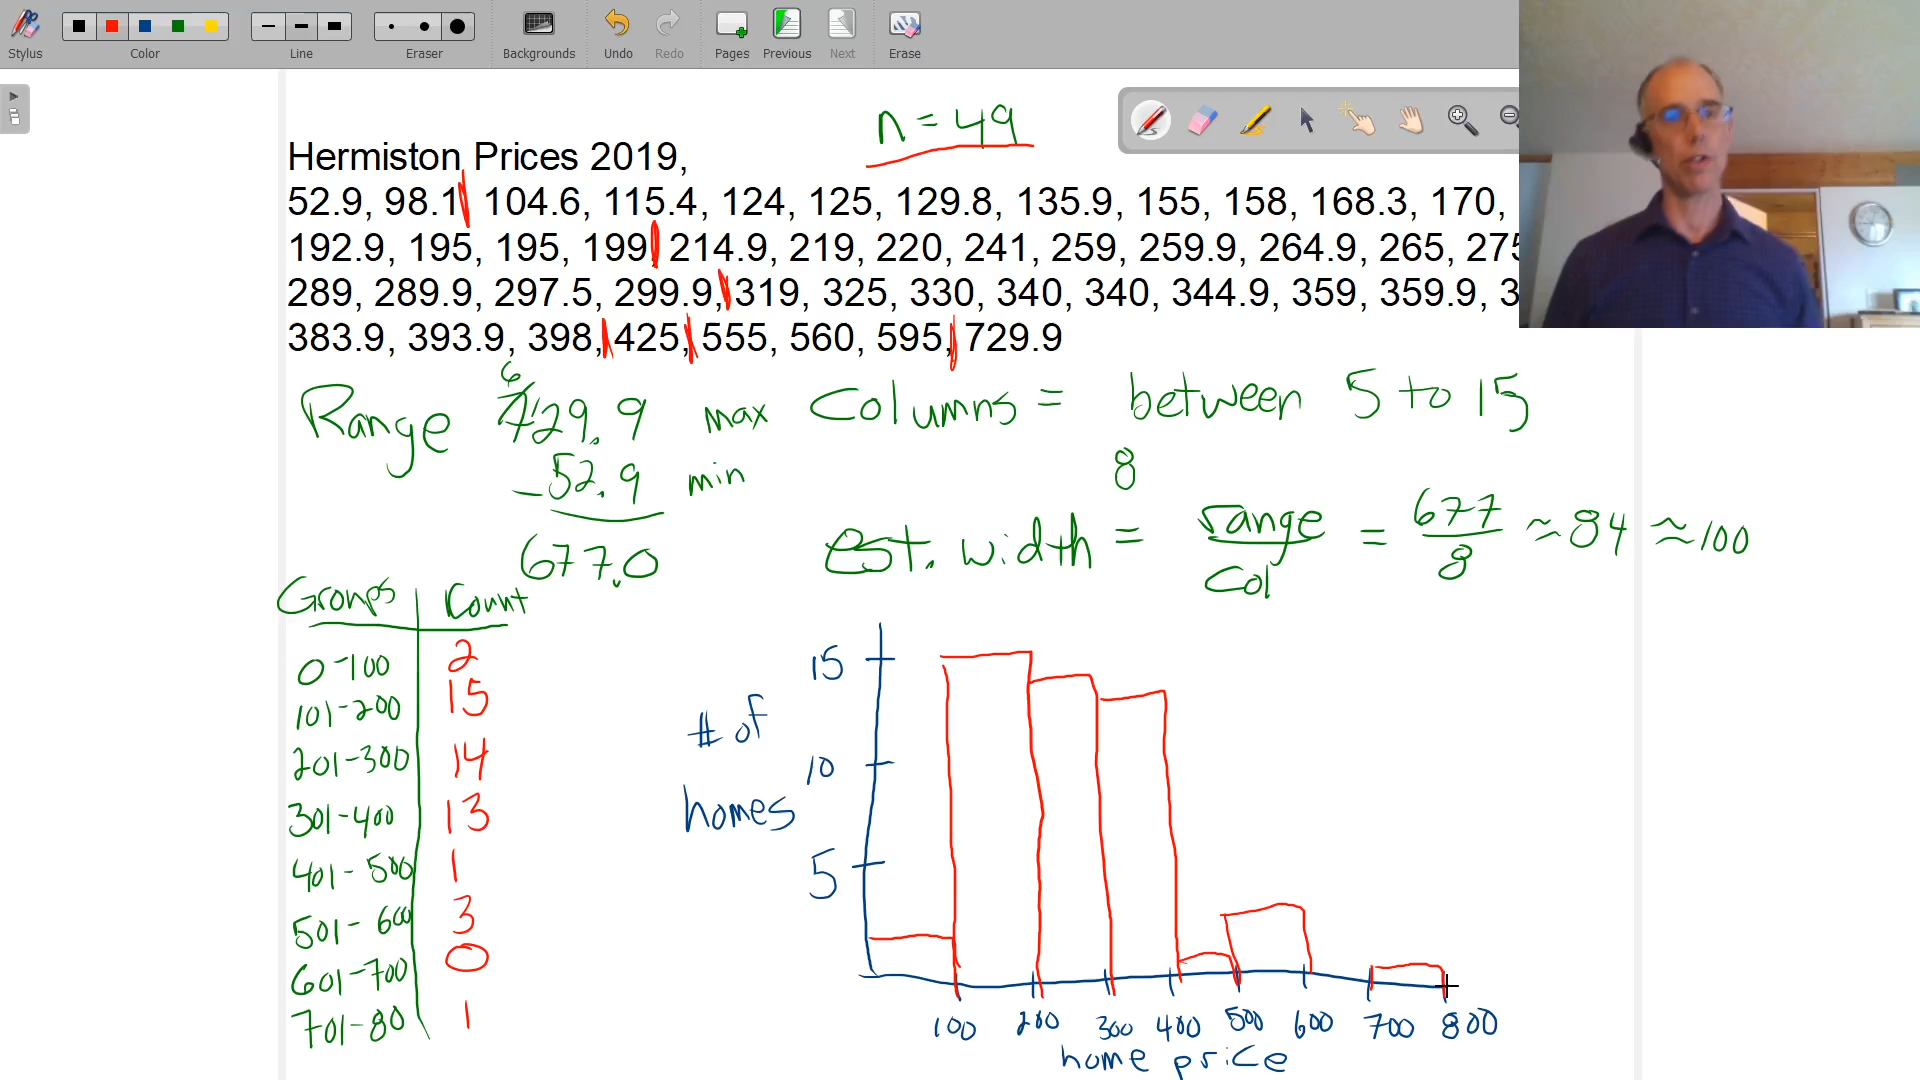 Stylus Color Line Eraser Backgrounds Undo Redo Pages Previous Next Erase
n = 49
Hermiston Prices 2019,
52.9, 98.1, 104.6, 115.4, 124, 125, 129.8, 135.9, 155, 158, 168.3, 170,
192.9, 195, 195, 199, 214.9, 219, 220, 241, 259, 259.9, 264.9, 265, 275
289, 289.9, 297.5, 299.9, 319, 325, 330, 340, 340, 344.9, 359, 359.9, 3
383.9, 393.9, 398, 425, 555, 560, 595, 729.9
6
Range 729.9 max Columns = between 5 to 15
- 52.9 min 8
677.0
est. width = range/col = 677/8 ≈ 84 ≈ 100
Groups Count
0-100 2
101-200 15
201-300 14
301-400 13
401-500 1
501-600 3
601-700 0
701-80 1
# of
homes
15
10
5
100 200 300 400 500 600 700 800
home price